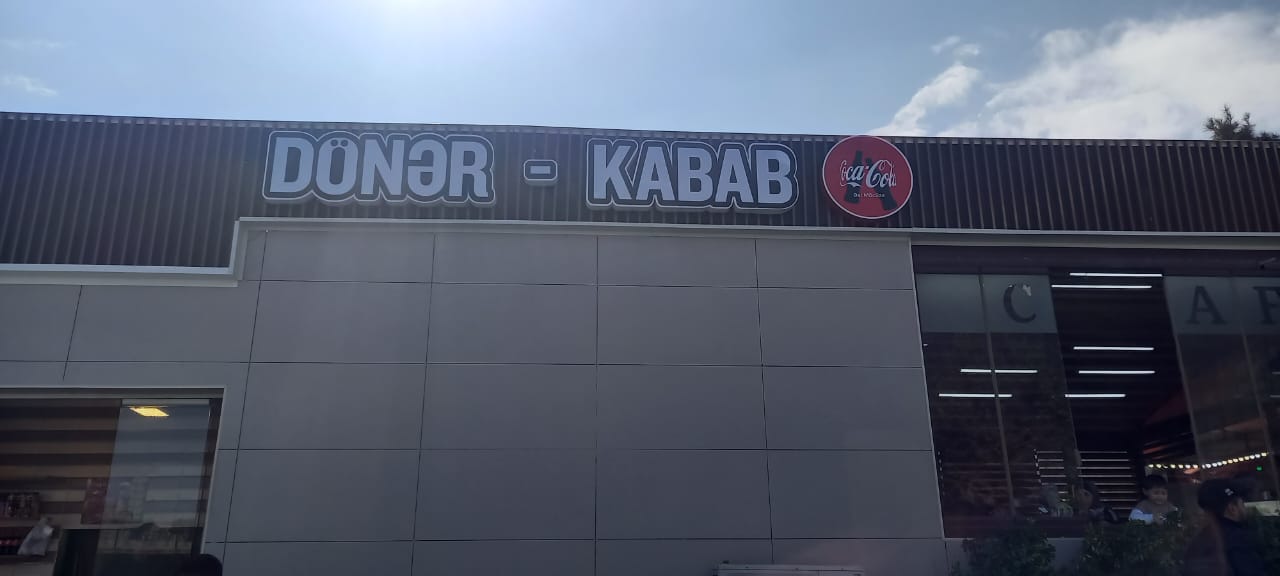 DÖNƏR - KABAB
Coca-Cola
C A F